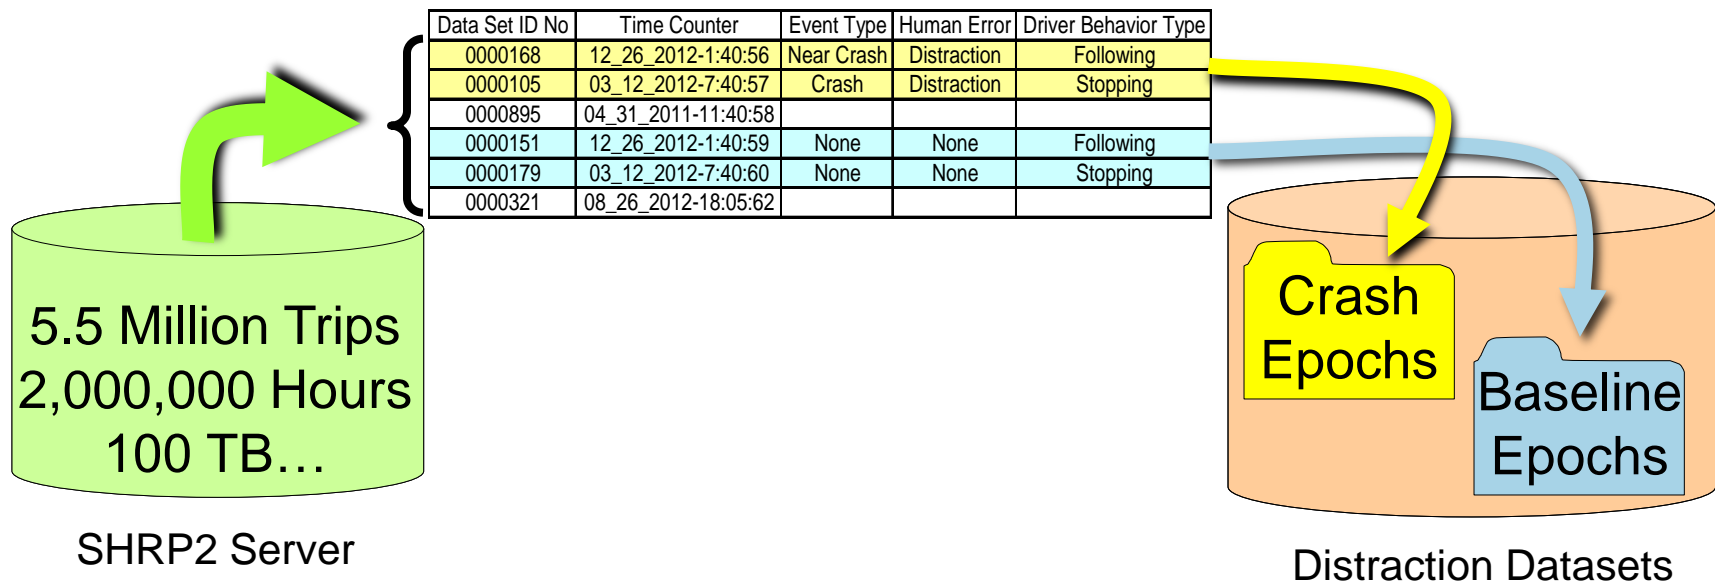 Data Set ID No Time Counter Event Type Human Error Driver Behavior Type
0000168 12_26_2012-1:40:56 Near Crash Distraction Following
0000105 03_12_2012-7:40:57 Crash Distraction Stopping
0000895 04_31_2011-11:40:58
0000151 12_26_2012-1:40:59 None None Following
0000179 03_12_2012-7:40:60 None None Stopping
0000321 08_26_2012-18:05:62
5.5 Million Trips
2,000,000 Hours
100 TB…
SHRP2 Server
Crash
Epochs
Baseline
Epochs
Distraction Datasets